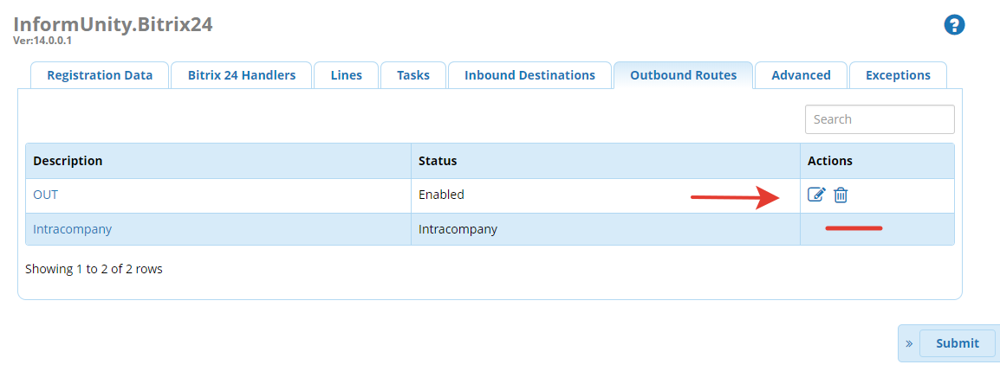 InformUnity.Bitrix24
Ver:14.0.0.1
?
Registration Data Bitrix 24 Handlers Lines Tasks Inbound Destinations Outbound Routes Advanced Exceptions
Search
Description Status Actions
OUT Enabled
Intracompany Intracompany
Showing 1 to 2 of 2 rows
» Submit